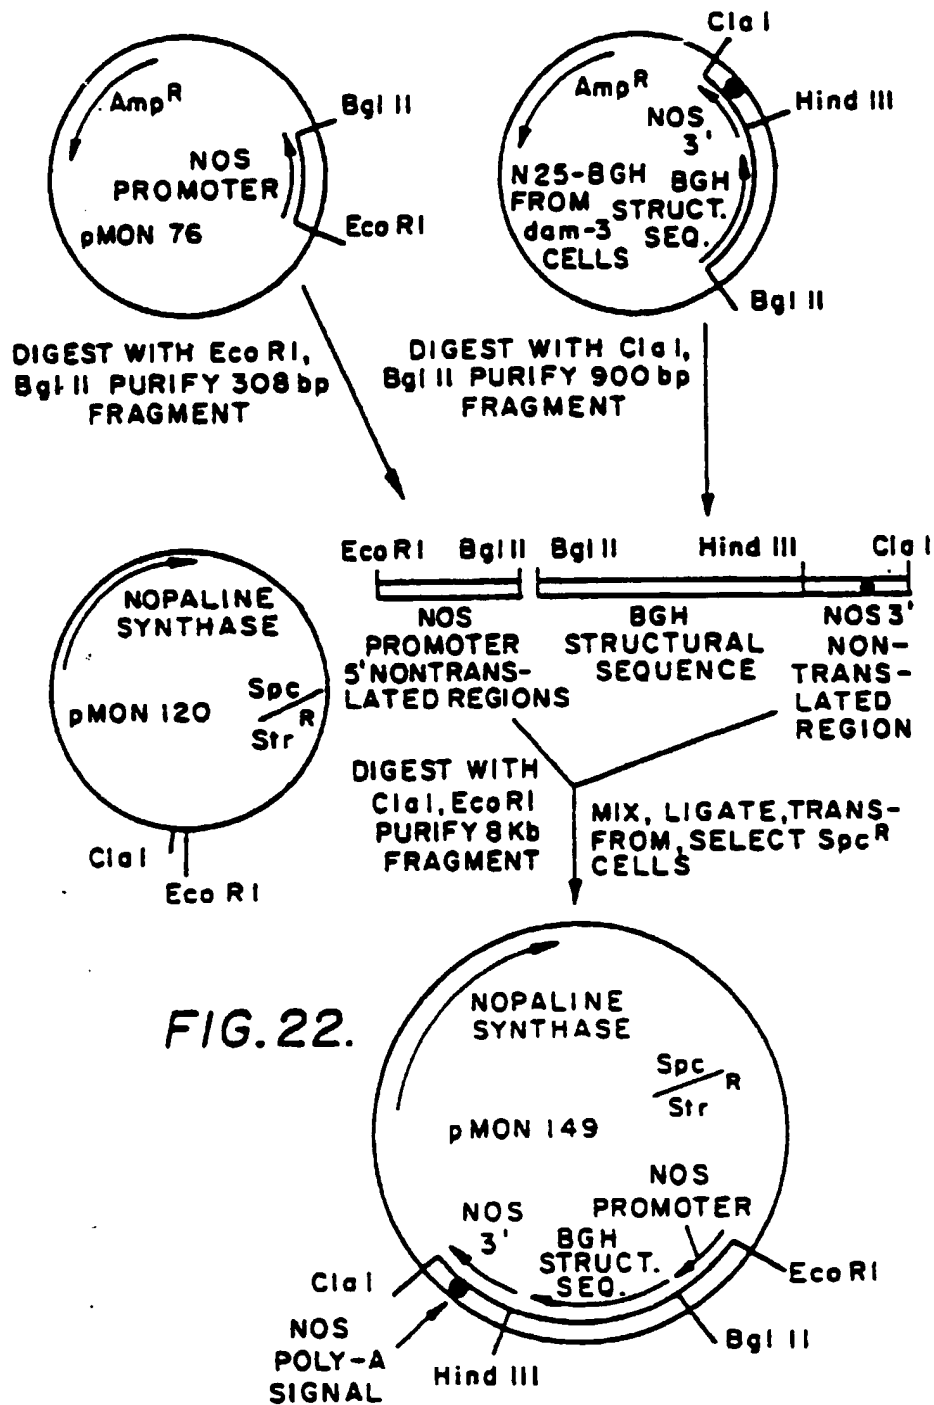 Amp R
Bgl II
NOS
PROMOTER
pMON 76
Eco RI
Cla I
Amp R
Hind III
NOS
3'
N25-BGH
FROM
dam-3
CELLS
BGH
STRUCT.
SEQ.
Bgl II
DIGEST WITH Eco RI,
Bgl II PURIFY 308 bp
FRAGMENT
DIGEST WITH Cla I,
Bgl II PURIFY 900 bp
FRAGMENT
Eco RI Bgl II Bgl II Hind III Cla I
NOS
PROMOTER
5' NONTRANS-
LATED REGIONS
BGH
STRUCTURAL
SEQUENCE
NOS 3'
NON-
TRANS-
LATED
REGION
NOPALINE
SYNTHASE
Spc
R
Str
pMON 120
Cla I
Eco RI
DIGEST WITH
Cla I, Eco RI
PURIFY 8 Kb
FRAGMENT
MIX, LIGATE, TRANS-
FROM, SELECT Spc R
CELLS
FIG. 22.
NOPALINE
SYNTHASE
Spc
R
Str
pMON 149
NOS
PROMOTER
NOS
3'
BGH
STRUCT.
SEQ.
Cla I
Eco RI
NOS
POLY-A
SIGNAL
Hind III
Bgl II